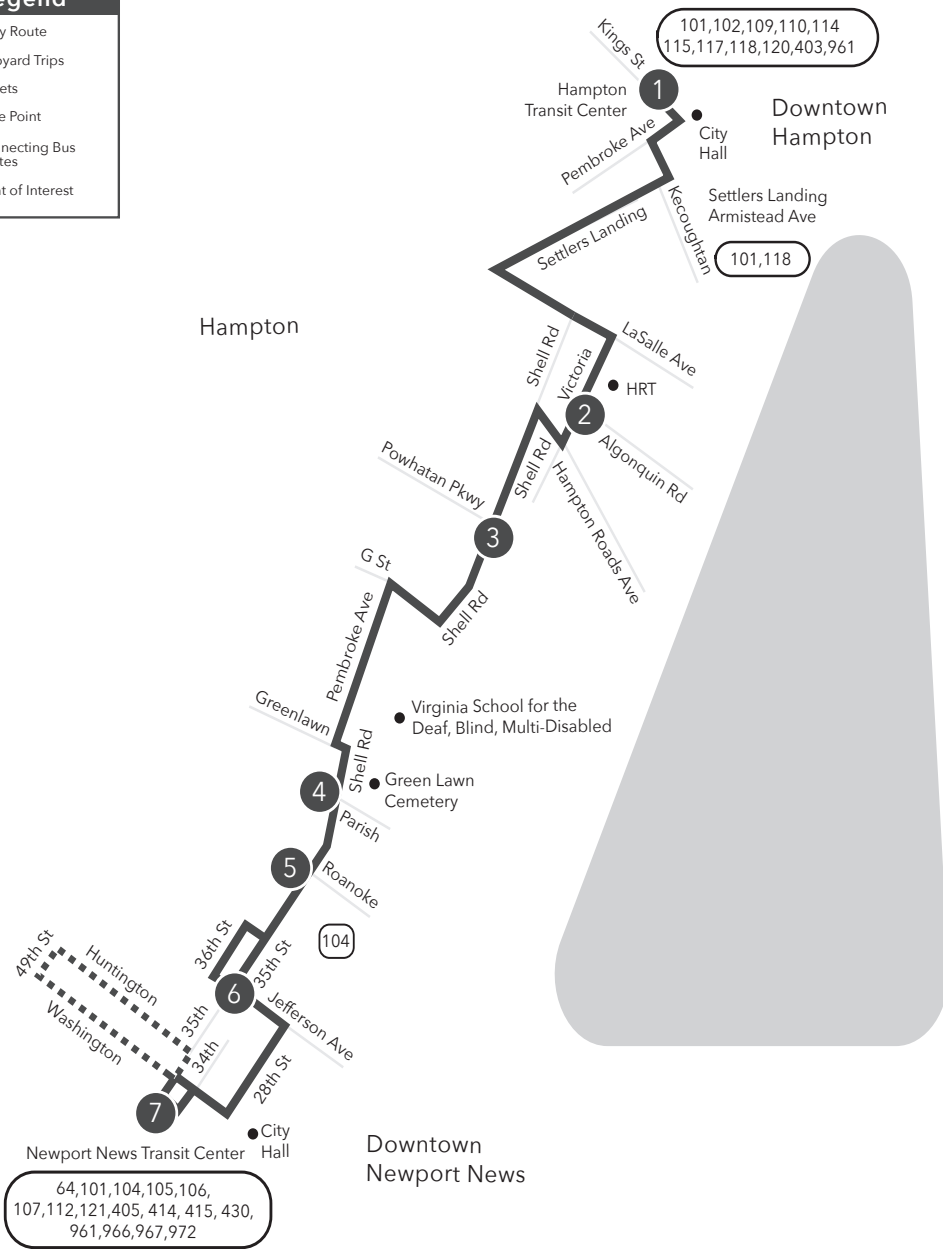 egend
y Route
yard Trips
ets
e Point
nnecting Bus
tes
t of Interest
101,102,109,110,114
115,117,118,120,403,961
Kings St
1
Hampton
Transit Center
City
Hall
Downtown
Hampton
Pembroke Ave
Settlers Landing
Armistead Ave
Kecoughtan
Settlers Landing
101,118
Hampton
LaSalle Ave
Shell Rd
Victoria
HRT
2
Algonquin Rd
Shell Rd
Powhatan Pkwy
Hampton Roads Ave
3
G St
Shell Rd
Pembroke Ave
Greenlawn
Virginia School for the
Deaf, Blind, Multi-Disabled
Shell Rd
Green Lawn
Cemetery
4
Parish
5
Roanoke
104
36th St
35th St
49th St
Huntington
6
Jefferson Ave
Washington
35th
34th
28th St
7
City
Hall
Newport News Transit Center
Downtown
Newport News
64,101,104,105,106,
107,112,121,405, 414, 415, 430,
961,966,967,972